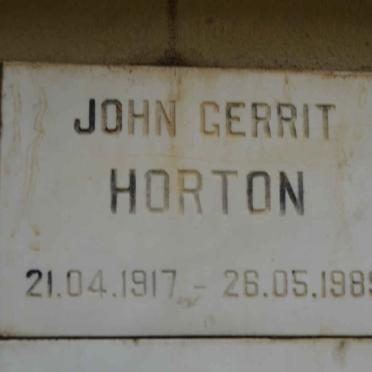 JOHN GERRIT
HORTON
21.04.1917 - 26.05.1989